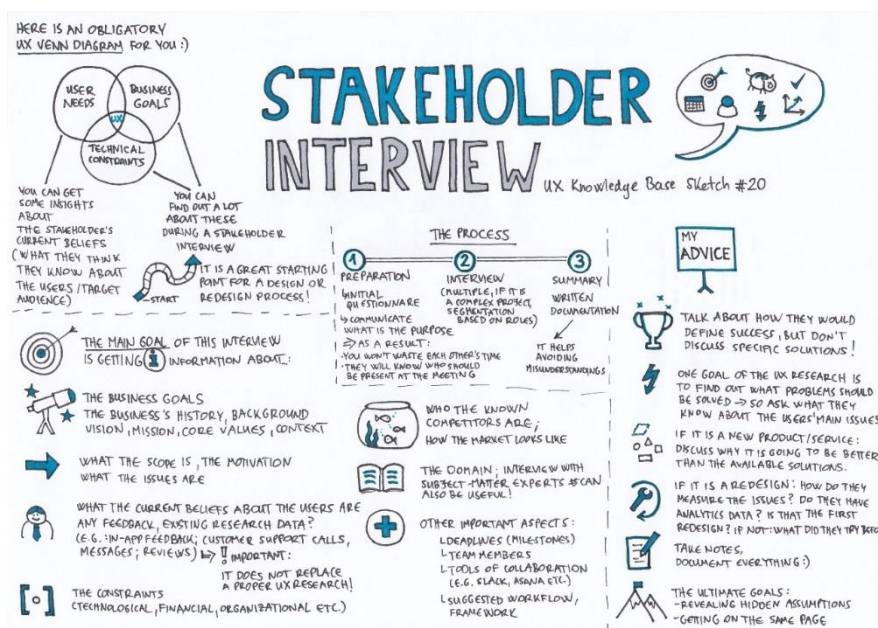 HERE IS AN OBLIGATORY
UX VENN DIAGRAM FOR YOU :)
USER
NEEDS
BUSINESS
GOALS
UX
TECHNICAL
CONSTRAINTS
YOU CAN GET
SOME INSIGHTS
ABOUT
THE STAKEHOLDER'S
CURRENT BELIEFS
(WHAT THEY THINK
THEY KNOW ABOUT
THE USERS/TARGET
AUDIENCE)
YOU CAN
FIND OUT A LOT
ABOUT THESE
DURING A STAKEHOLDER
INTERVIEW
START
IT IS A GREAT STARTING
POINT FOR A DESIGN OR
REDESIGN PROCESS!
STAKEHOLDER
INTERVIEW
UX Knowledge Base Sketch #20
THE MAIN GOAL OF THIS INTERVIEW
IS GETTING i INFORMATION ABOUT:
THE BUSINESS GOALS
THE BUSINESS'S HISTORY, BACKGROUND
VISION, MISSION, CORE VALUES, CONTEXT
WHAT THE SCOPE IS, THE MOTIVATION
WHAT THE ISSUES ARE
WHAT THE CURRENT BELIEFS ABOUT THE USERS ARE
ANY FEEDBACK, EXISTING RESEARCH DATA?
(E.G.: IN-APP FEEDBACK; CUSTOMER SUPPORT CALLS,
MESSAGES; REVIEWS) ↳ ! IMPORTANT:
IT DOES NOT REPLACE
A PROPER UX RESEARCH!
THE CONSTRAINTS
(TECHNOLOGICAL, FINANCIAL, ORGANIZATIONAL ETC.)
THE PROCESS
1
PREPARATION
↳ INITIAL
QUESTIONNARE
↳ COMMUNICATE
WHAT IS THE PURPOSE
⇒ AS A RESULT:
- YOU WON'T WASTE EACH OTHER'S TIME
- THEY WILL KNOW WHO SHOULD
BE PRESENT AT THE MEETING
2
INTERVIEW
(MULTIPLE, IF IT IS
A COMPLEX PROJECT,
SEGMENTATION
BASED ON ROLES)
3
SUMMARY
WRITTEN
DOCUMENTATION
IT HELPS
AVOIDING
MISUNDERSTANDINGS
WHO THE KNOWN
COMPETITORS ARE,
HOW THE MARKET LOOKS LIKE
THE DOMAIN; INTERVIEW WITH
SUBJECT-MATTER EXPERTS CAN
ALSO BE USEFUL!
OTHER IMPORTANT ASPECTS:
↳ DEADLINES (MILESTONES)
↳ TEAM MEMBERS
↳ TOOLS OF COLLABORATION
(E.G. SLACK, ASANA ETC.)
↳ SUGGESTED WORKFLOW,
FRAMEWORK
MY
ADVICE
TALK ABOUT HOW THEY WOULD
DEFINE SUCCESS, BUT DON'T
DISCUSS SPECIFIC SOLUTIONS!
ONE GOAL OF THE UX RESEARCH IS
TO FIND OUT WHAT PROBLEMS SHOULD
BE SOLVED ⇒ SO ASK WHAT THEY
KNOW ABOUT THE USERS' MAIN ISSUES
IF IT IS A NEW PRODUCT/SERVICE:
DISCUSS WHY IT IS GOING TO BE BETTER
THAN THE AVAILABLE SOLUTIONS.
IF IT IS A REDESIGN: HOW DO THEY
MEASURE THE ISSUES? DO THEY HAVE
ANALYTICS DATA? IS THAT THE FIRST
REDESIGN? IF NOT: WHAT DID THEY TRY
TAKE NOTES,
DOCUMENT EVERYTHING :)
THE ULTIMATE GOALS:
- REVEALING HIDDEN ASSUMPTIONS
- GETTING ON THE SAME PAGE